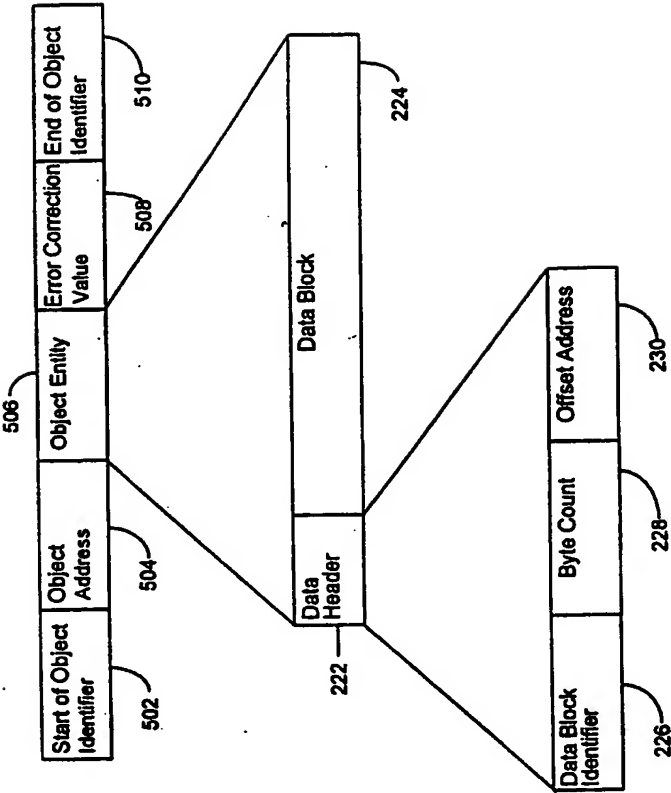 506
Start of Object
Identifier
Object
Address
Object Entity
Error Correction
Value
End of Object
Identifier
502
504
508
510
Data
Header
Data Block
222
224
Data Block
Identifier
Byte Count
Offset Address
226
228
230